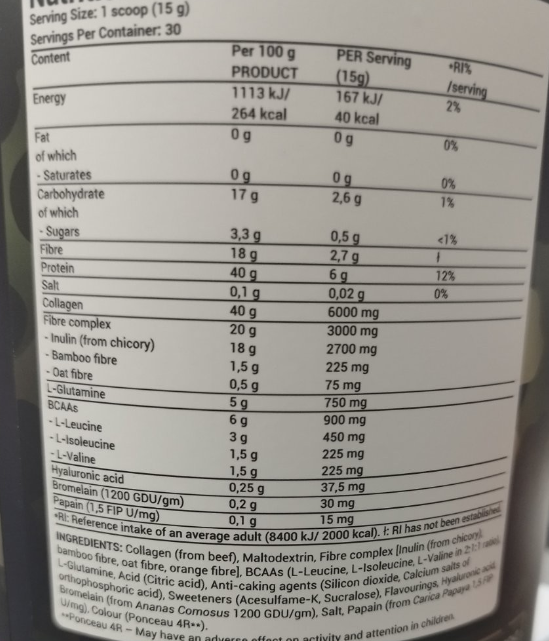 Serving Size: 1 scoop (15 g)
Servings Per Container: 30
Content Per 100 g PRODUCT PER Serving (15g) *RI% /serving
Energy 1113 kJ/ 264 kcal 167 kJ/ 40 kcal 2%
Fat 0 g 0 g 0%
of which
- Saturates 0 g 0 g 0%
Carbohydrate 17 g 2,6 g 1%
of which
- Sugars 3,3 g 0,5 g <1%
Fibre 18 g 2,7 g ƚ
Protein 40 g 6 g 12%
Salt 0,1 g 0,02 g 0%
Collagen 40 g 6000 mg
Fibre complex 20 g 3000 mg
- Inulin (from chicory) 18 g 2700 mg
- Bamboo fibre 1,5 g 225 mg
- Oat fibre 0,5 g 75 mg
L-Glutamine 5 g 750 mg
BCAAs 6 g 900 mg
- L-Leucine 3 g 450 mg
- L-Isoleucine 1,5 g 225 mg
- L-Valine 1,5 g 225 mg
Hyaluronic acid 0,25 g 37,5 mg
Bromelain (1200 GDU/gm) 0,2 g 30 mg
Papain (1,5 FIP U/mg) 0,1 g 15 mg
*RI: Reference intake of an average adult (8400 kJ/ 2000 kcal). ƚ: RI has not been established.
INGREDIENTS: Collagen (from beef), Maltodextrin, Fibre complex [Inulin (from chicory),
bamboo fibre, oat fibre, orange fibre], BCAAs (L-Leucine, L-Isoleucine, L-Valine in 2:1:1 ratio),
L-Glutamine, Acid (Citric acid), Anti-caking agents (Silicon dioxide, Calcium salts of
orthophosphoric acid), Sweeteners (Acesulfame-K, Sucralose), Flavourings, Hyaluronic acid,
Bromelain (from Ananas Comosus 1200 GDU/gm), Salt, Papain (from Carica Papaya 1,5 FIP
U/mg), Colour (Ponceau 4R**).
**Ponceau 4R - May have an adverse effect on activity and attention in children.